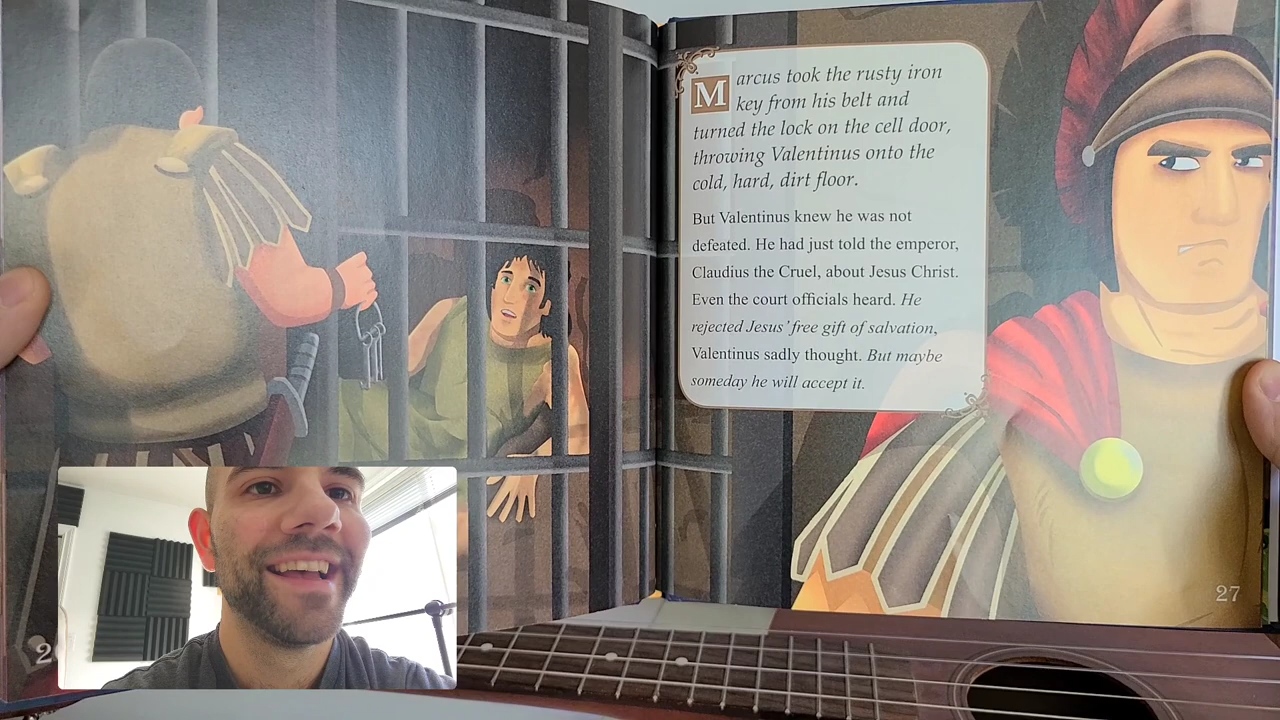 Marcus took the rusty iron
key from his belt and
turned the lock on the cell door,
throwing Valentinus onto the
cold, hard, dirt floor.
But Valentinus knew he was not
defeated. He had just told the emperor,
Claudius the Cruel, about Jesus Christ.
Even the court officials heard. He
rejected Jesus' free gift of salvation,
Valentinus sadly thought. But maybe
someday he will accept it.
27